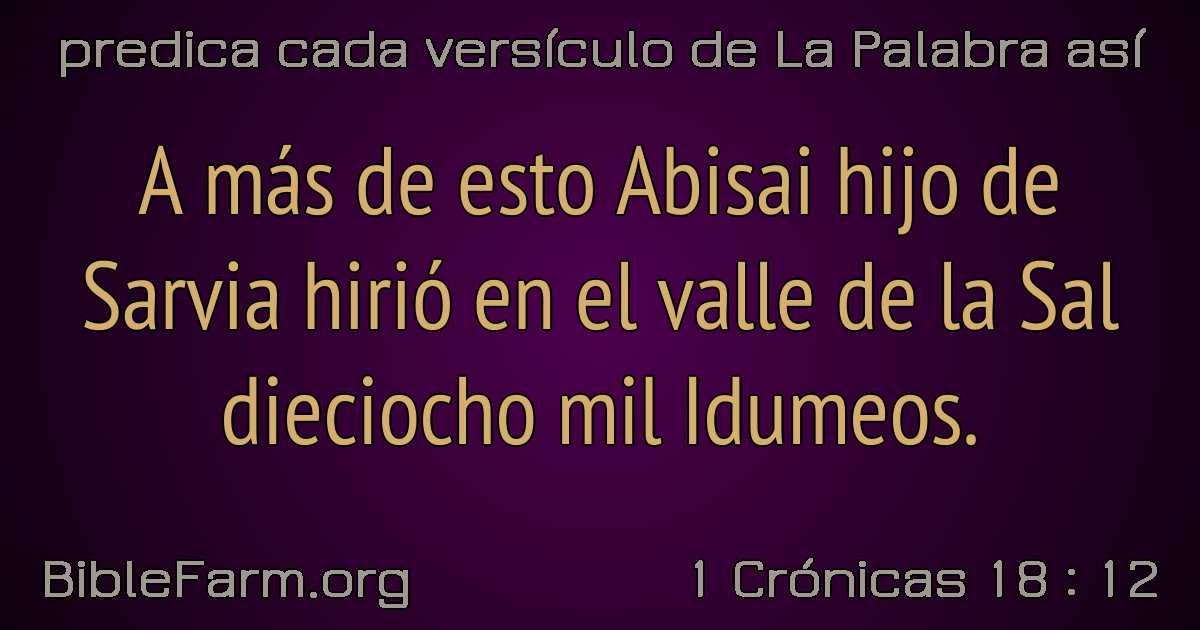 predica cada versículo de La Palabra así
A más de esto Abisai hijo de
Sarvia hirió en el valle de la Sal
dieciocho mil Idumeos.
BibleFarm.org
1 Crónicas 18 : 12